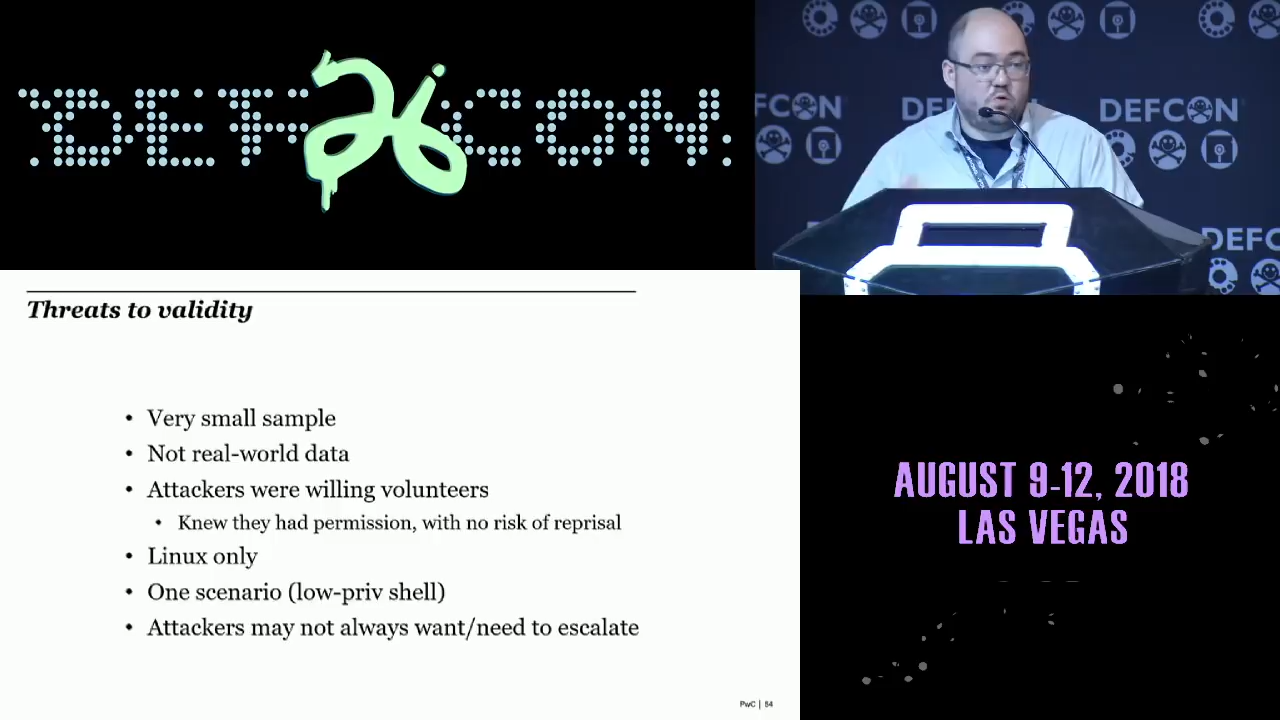 DEF CON 26
DEFCON
DEFCON
DEFCON
DEFC
Threats to validity
• Very small sample
• Not real-world data
• Attackers were willing volunteers
• Knew they had permission, with no risk of reprisal
• Linux only
• One scenario (low-priv shell)
• Attackers may not always want/need to escalate
PwC | 54
AUGUST 9-12, 2018
LAS VEGAS